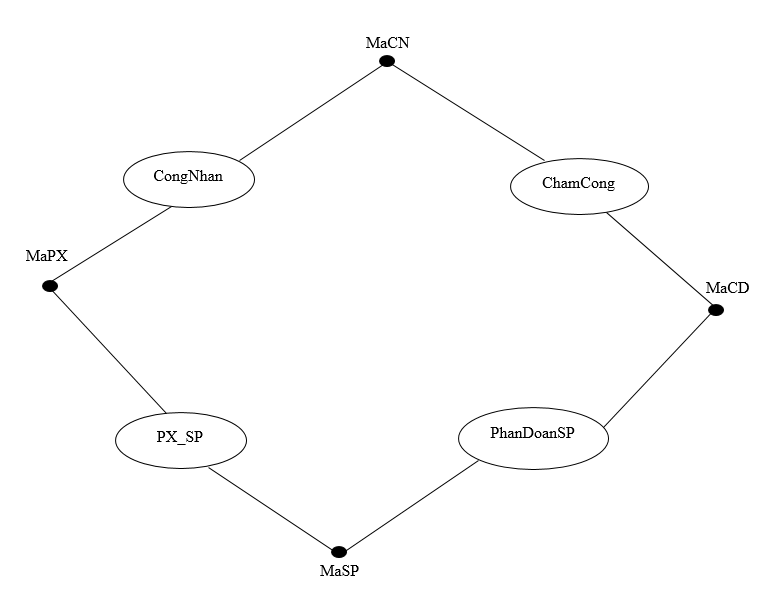 MaCN
CongNhan
ChamCong
MaPX
MaCD
PX_SP
PhanDoanSP
MaSP